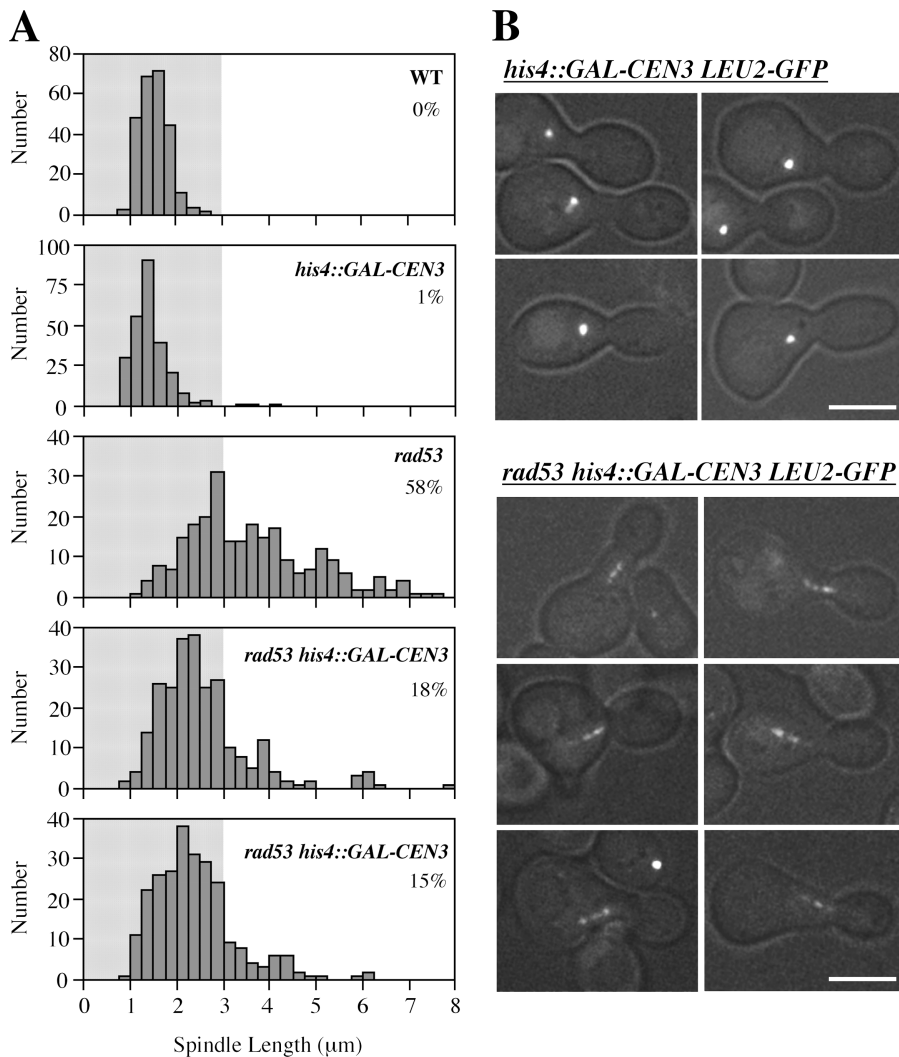 A
80
60
40
20
0
Number
WT
0%
100
75
50
25
0
Number
his4::GAL-CEN3
1%
40
30
20
10
0
Number
rad53
58%
40
30
20
10
0
Number
rad53 his4::GAL-CEN3
18%
40
30
20
10
0
Number
rad53 his4::GAL-CEN3
15%
0 1 2 3 4 5 6 7 8
Spindle Length (μm)
B
his4::GAL-CEN3 LEU2-GFP
rad53 his4::GAL-CEN3 LEU2-GFP